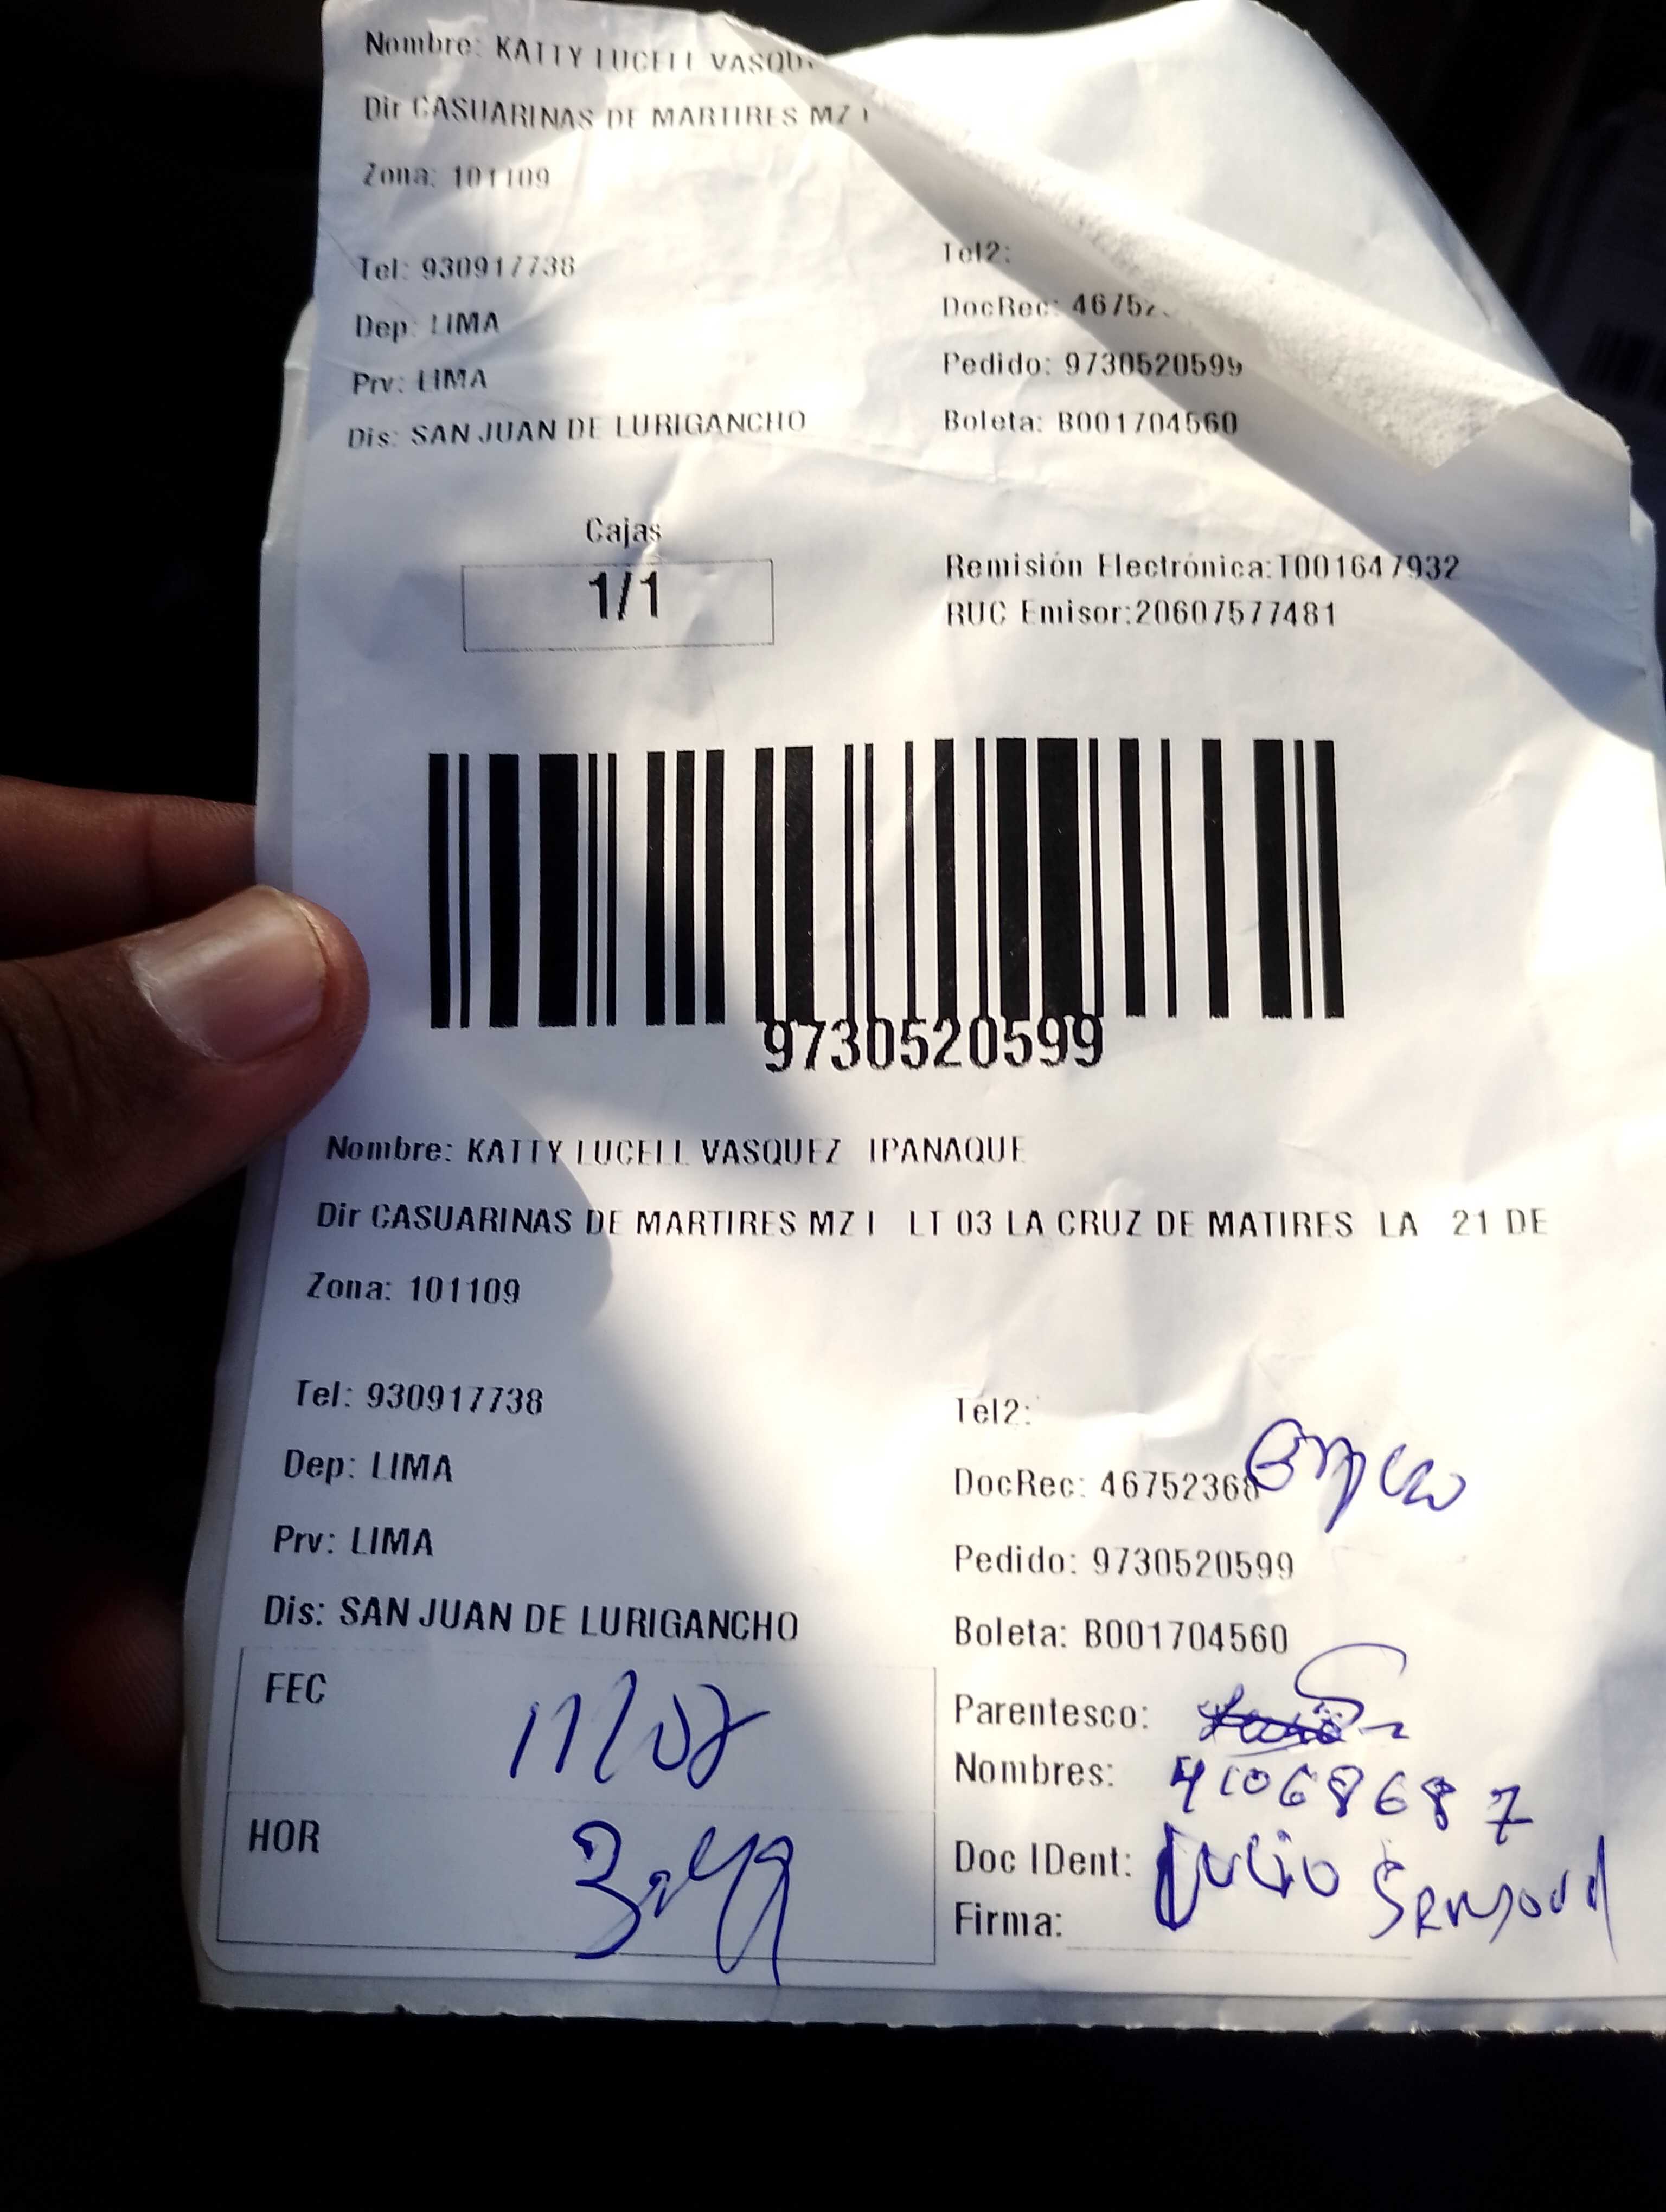 Nombre: KATTY LUCELL VASQU
Dir CASUARINAS DE MARTIRES MZ I
Zona: 101109
Tel: 930917738
Tel2:
Dep: LIMA
DocRec: 46752
Prv: LIMA
Pedido: 9730520599
Dis: SAN JUAN DE LURIGANCHO
Boleta: B001704560
Cajas
1/1
Remisión Electrónica:T001647932
RUC Emisor:20607577481
9730520599
Nombre: KATTY LUCELL VASQUEZ IPANAQUE
Dir CASUARINAS DE MARTIRES MZ I LT 03 LA CRUZ DE MATIRES LA 21 DE
Zona: 101109
Tel: 930917738
Tel2:
Dep: LIMA
DocRec: 46752368
Prv: LIMA
Pedido: 9730520599
Dis: SAN JUAN DE LURIGANCHO
Boleta: B001704560
FEC
Parentesco:
Nombres: 41068687
HOR
Doc IDent: Julio
Firma: